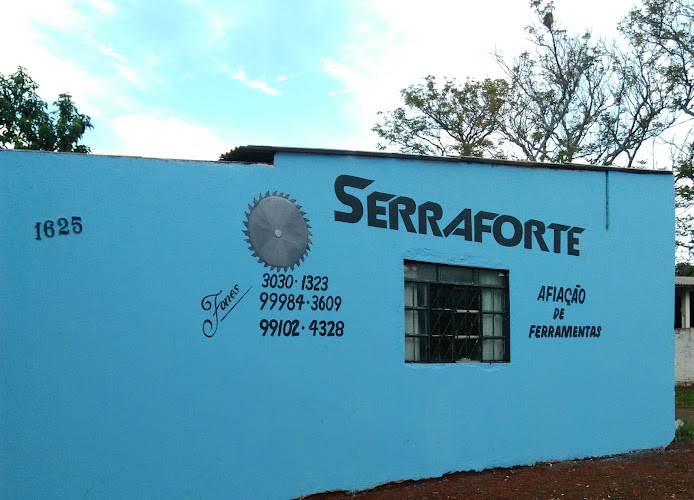 1625
SERRAFORTE
Fones
3030·1323
99984·3609
99102·4328
AFIAÇÃO
DE
FERRAMENTAS